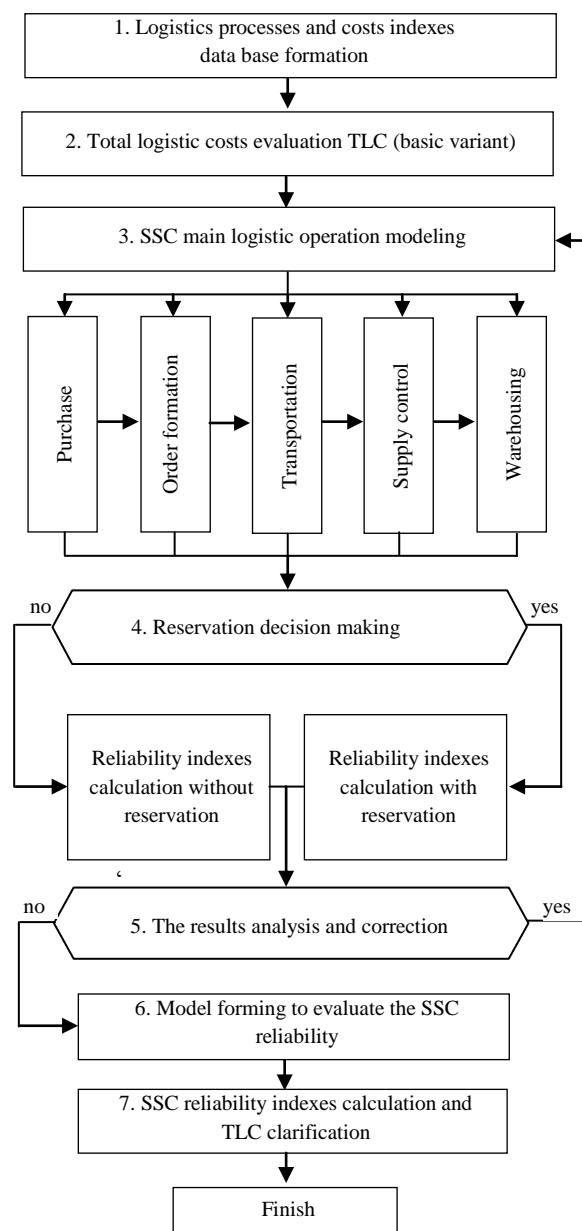 1. Logistics processes and costs indexes
data base formation
2. Total logistic costs evaluation TLC (basic variant)
3. SSC main logistic operation modeling
Purchase
Order formation
Transportation
Supply control
Warehousing
no
yes
4. Reservation decision making
Reliability indexes
calculation without
reservation
Reliability indexes
calculation with
reservation
‘
no
yes
5. The results analysis and correction
6. Model forming to evaluate the SSC
reliability
7. SSC reliability indexes calculation and
TLC clarification
Finish